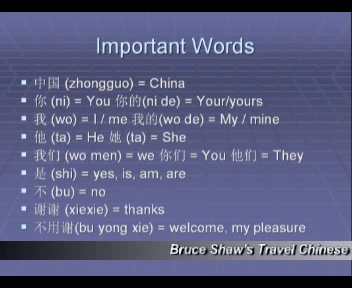 Important Words
中国 (zhongguo) = China
你 (ni) = You 你的(ni de) = Your/yours
我 (wo) = I / me 我的(wo de) = My / mine
他 (ta) = He 她 (ta) = She
我们 (wo men) = we 你们 = You 他们 = They
是 (shi) = yes, is, am, are
不 (bu) = no
谢谢 (xiexie) = thanks
不用谢(bu yong xie) = welcome, my pleasure
Bruce Shaw's Travel Chinese